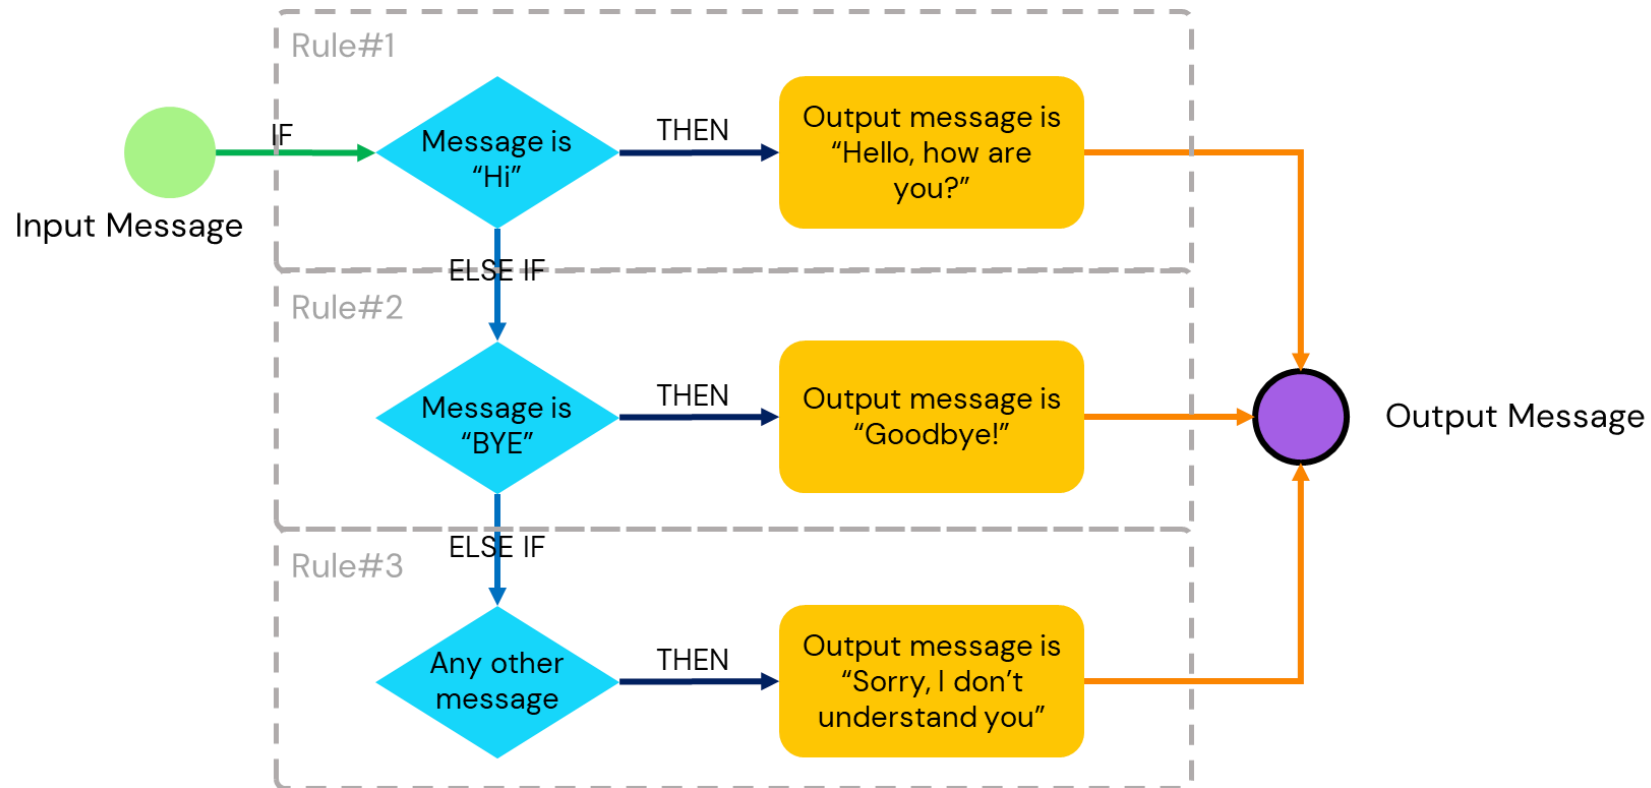 Rule#1
IF
Message is
“Hi”
THEN
Output message is
“Hello, how are
you?”
Input Message
ELSE IF
Rule#2
Message is
“BYE”
THEN
Output message is
“Goodbye!”
Output Message
ELSE IF
Rule#3
Any other
message
THEN
Output message is
“Sorry, I don’t
understand you”